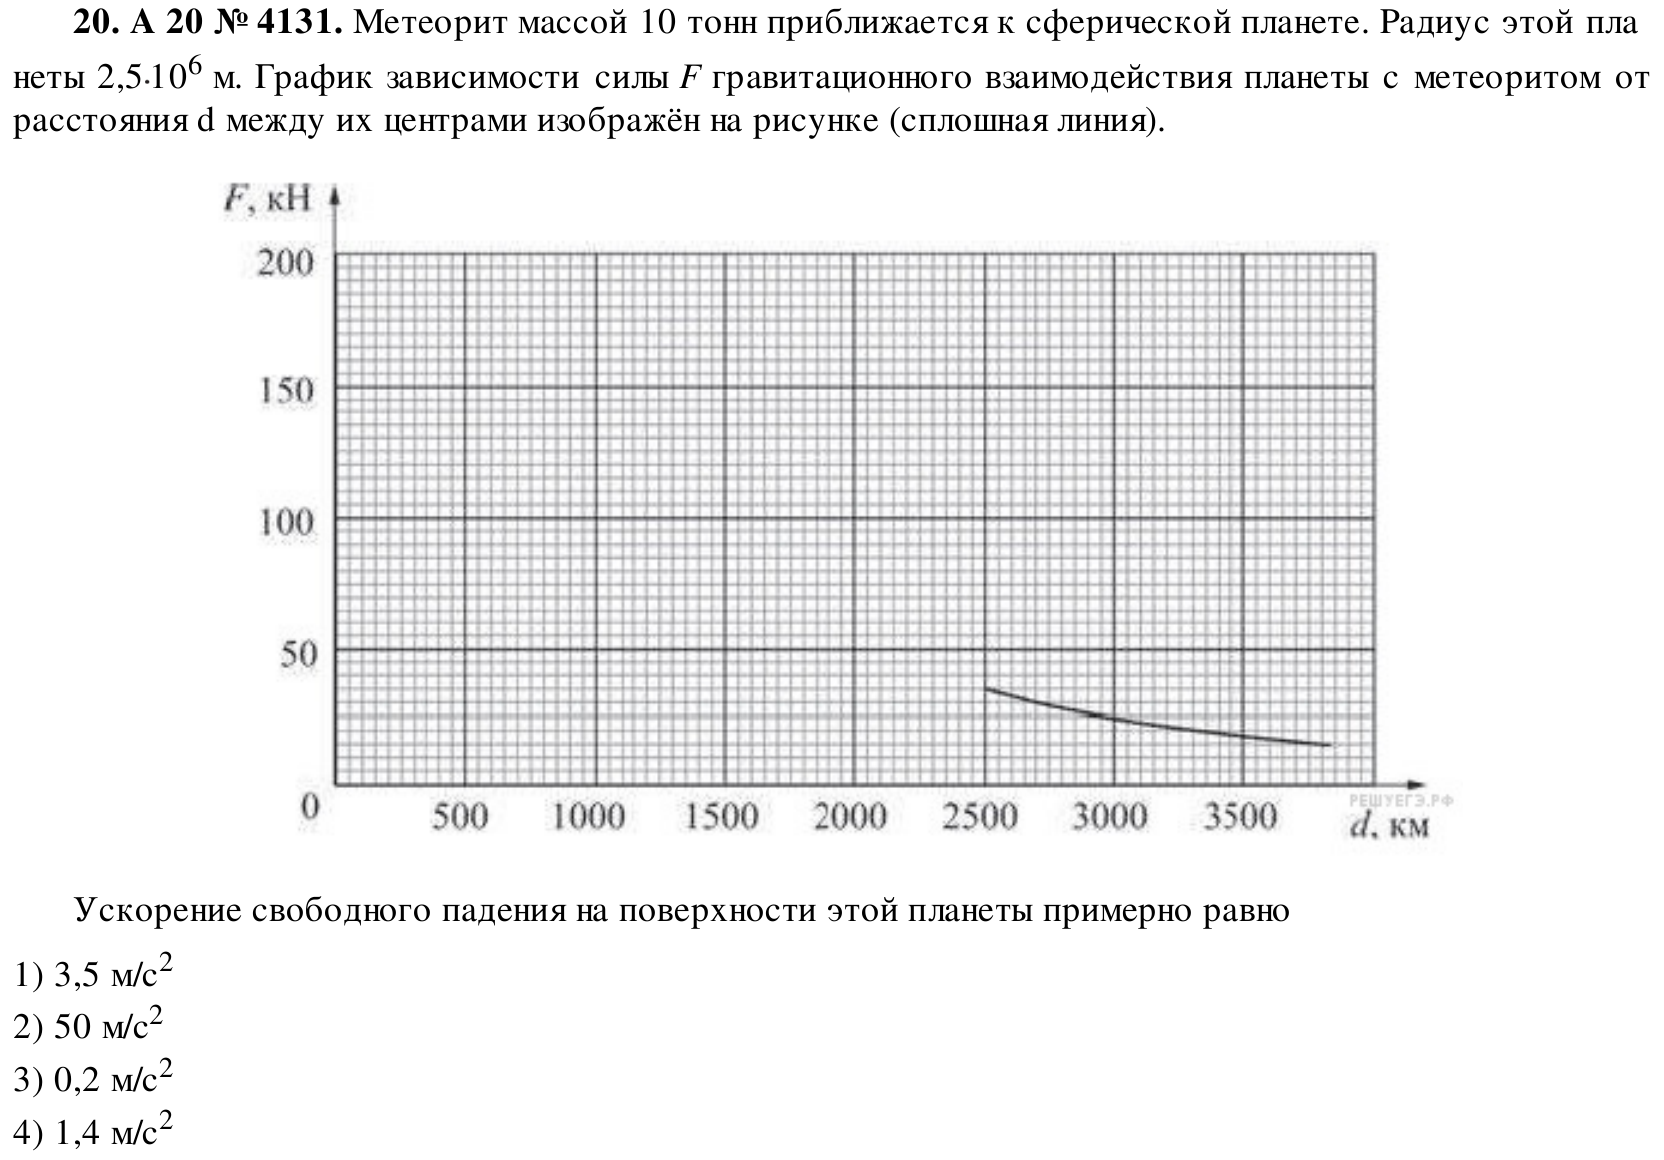 20. А 20 № 4131. Метеорит массой 10 тонн приближается к сферической планете. Радиус этой пла
неты 2,5·10⁶ м. График зависимости силы F гравитационного взаимодействия планеты с метеоритом от
расстояния d между их центрами изображён на рисунке (сплошная линия).
F, кН
200
150
100
50
0
500 1000 1500 2000 2500 3000 3500
РЕШУЕГЭ.РФ
d, км
Ускорение свободного падения на поверхности этой планеты примерно равно
1) 3,5 м/с²
2) 50 м/с²
3) 0,2 м/с²
4) 1,4 м/с²